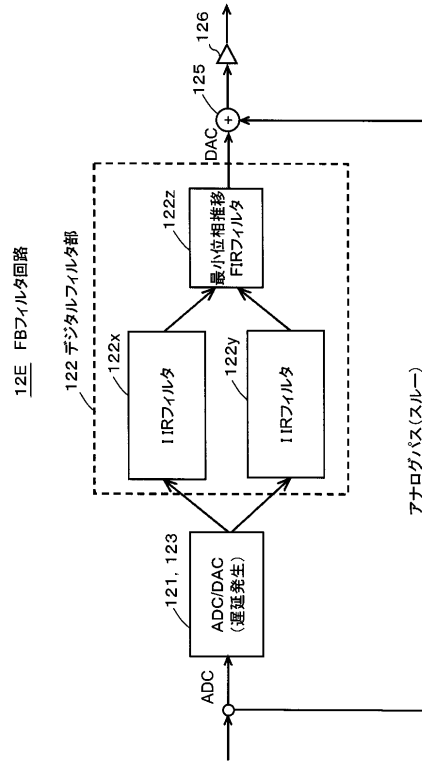 12E FBフィルタ回路
122 デジタルフィルタ部
121, 123
ADC
ADC/DAC
(遅延発生)
122x
IIRフィルタ
122y
IIRフィルタ
122z
最小位相推移
FIRフィルタ
DAC
125
+
126
アナログパス(スルー)